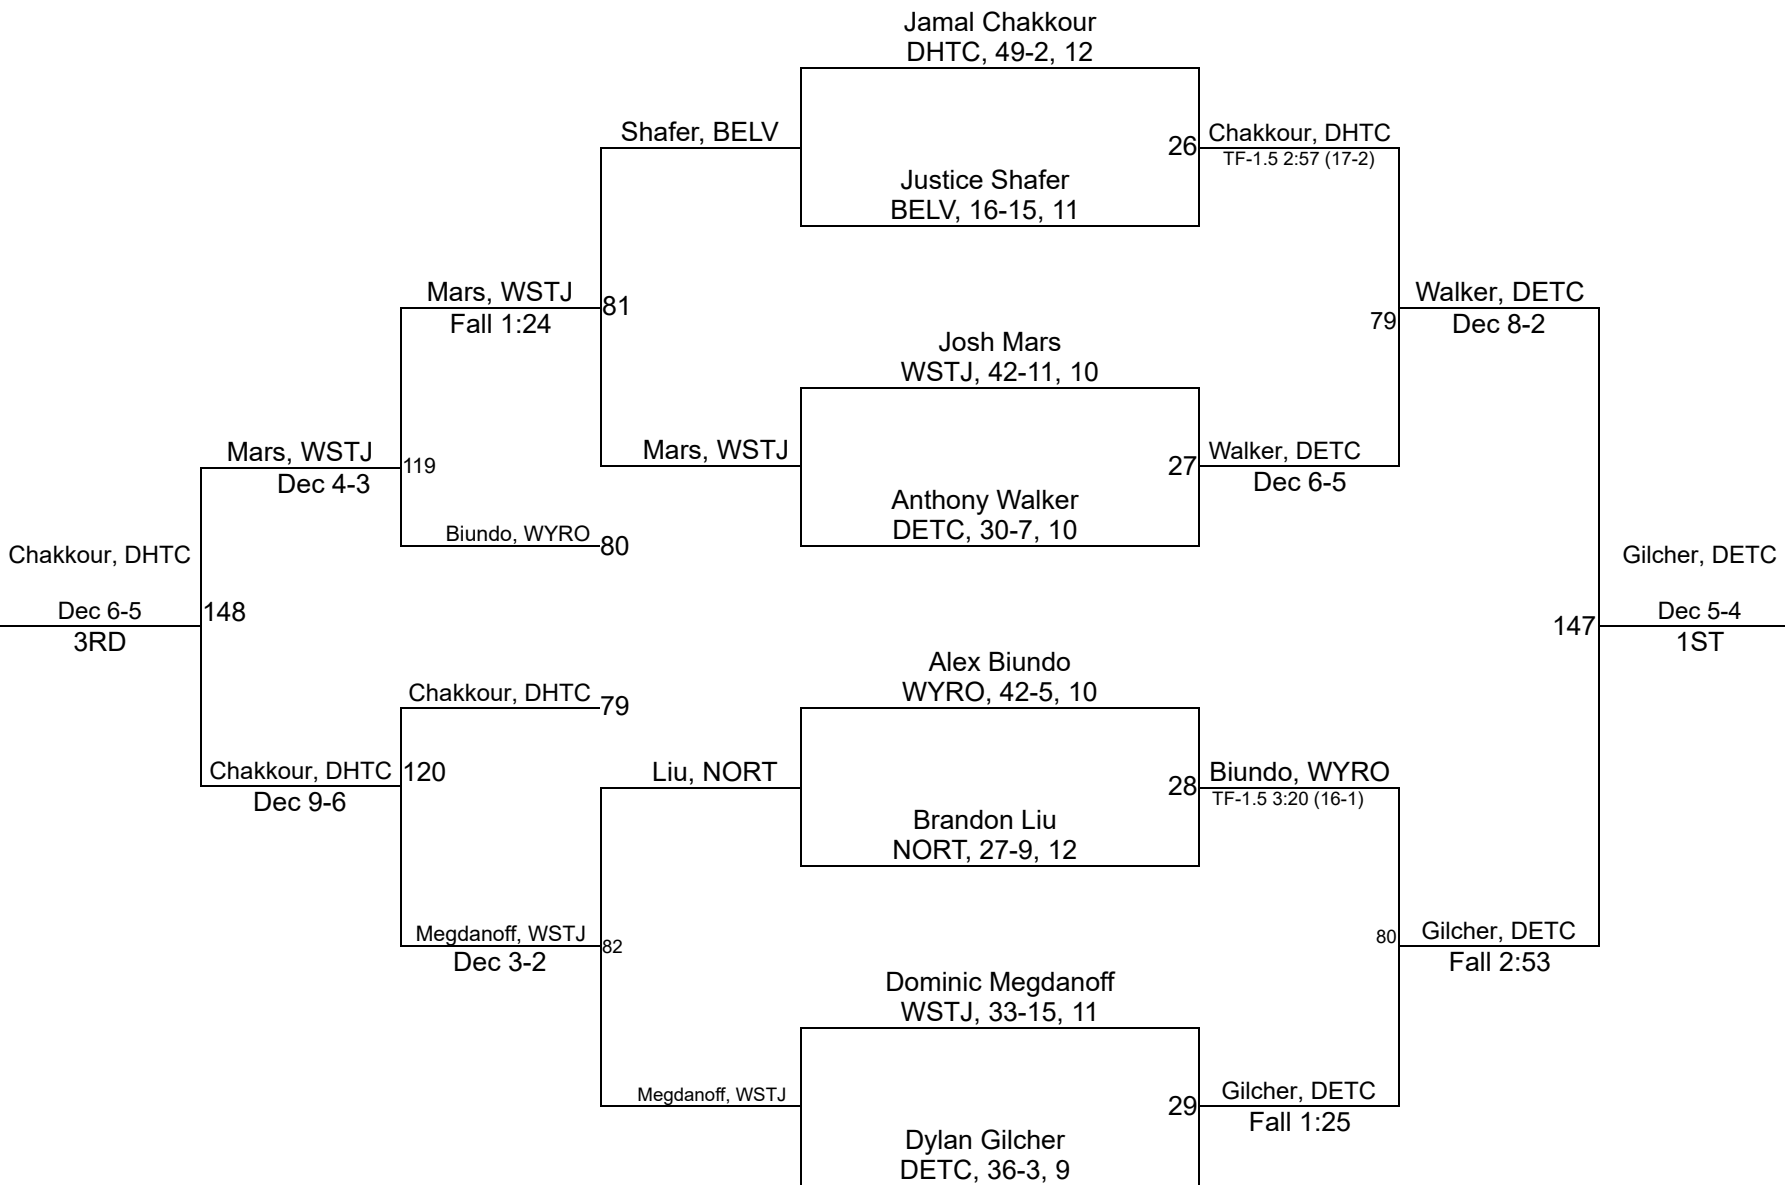 Jamal Chakkour
DHTC, 49-2, 12
Shafer, BELV
26
Chakkour, DHTC
TF-1.5 2:57 (17-2)
Justice Shafer
BELV, 16-15, 11
Mars, WSTJ
Fall 1:24
81
Walker, DETC
Dec 8-2
79
Josh Mars
WSTJ, 42-11, 10
Mars, WSTJ
Dec 4-3
119
Mars, WSTJ
27
Walker, DETC
Dec 6-5
Anthony Walker
DETC, 30-7, 10
Biundo, WYRO
80
Chakkour, DHTC
Dec 6-5
3RD
148
Gilcher, DETC
Dec 5-4
1ST
147
Alex Biundo
WYRO, 42-5, 10
Chakkour, DHTC
79
Chakkour, DHTC
Dec 9-6
120
Liu, NORT
28
Biundo, WYRO
TF-1.5 3:20 (16-1)
Brandon Liu
NORT, 27-9, 12
Megdanoff, WSTJ
Dec 3-2
82
80
Gilcher, DETC
Fall 2:53
Dominic Megdanoff
WSTJ, 33-15, 11
Megdanoff, WSTJ
29
Gilcher, DETC
Fall 1:25
Dylan Gilcher
DETC, 36-3, 9